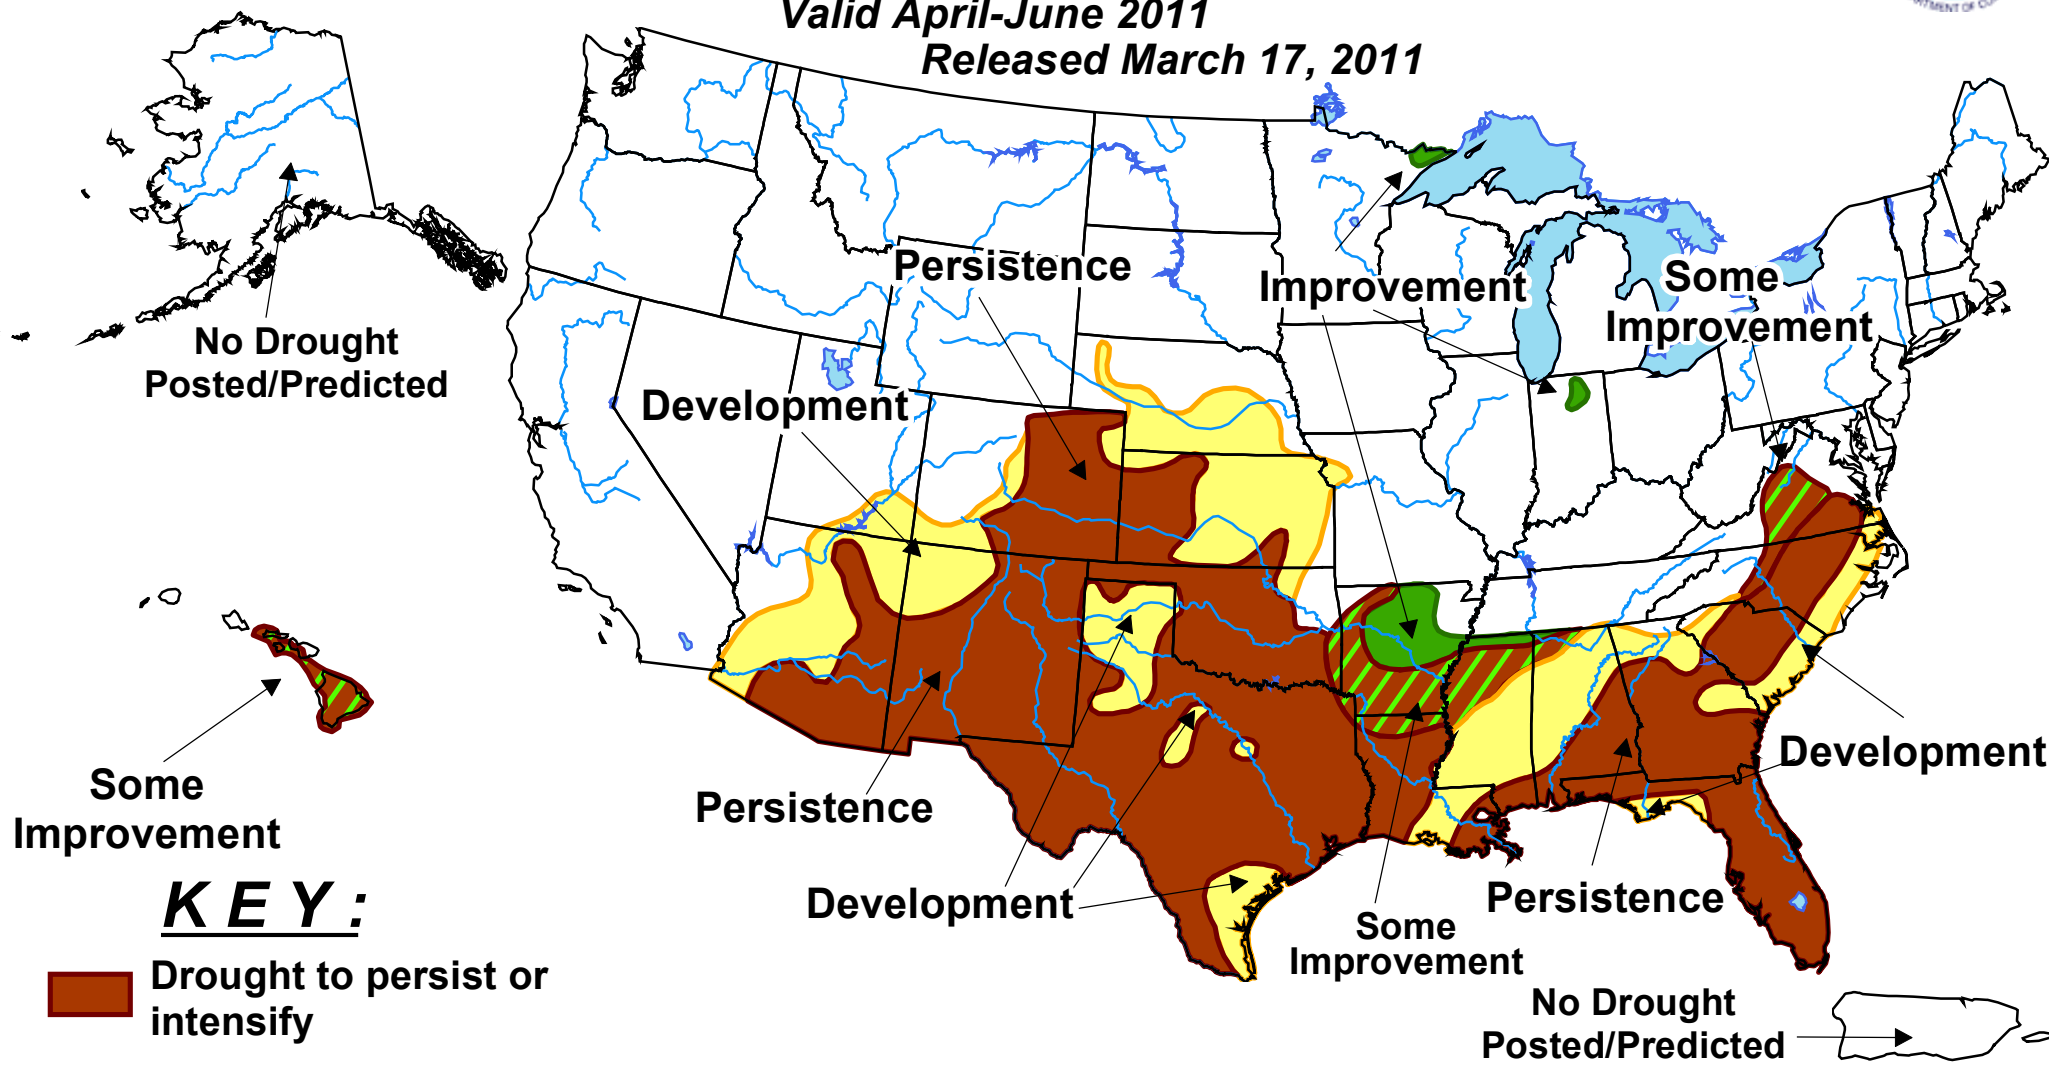 Valid April-June 2011
Released March 17, 2011
Persistence
Improvement
Some
Improvement
No Drought
Posted/Predicted
Development
Some
Improvement
Persistence
Development
Development
Persistence
Some
Improvement
KEY:
Drought to persist or
intensify
No Drought
Posted/Predicted